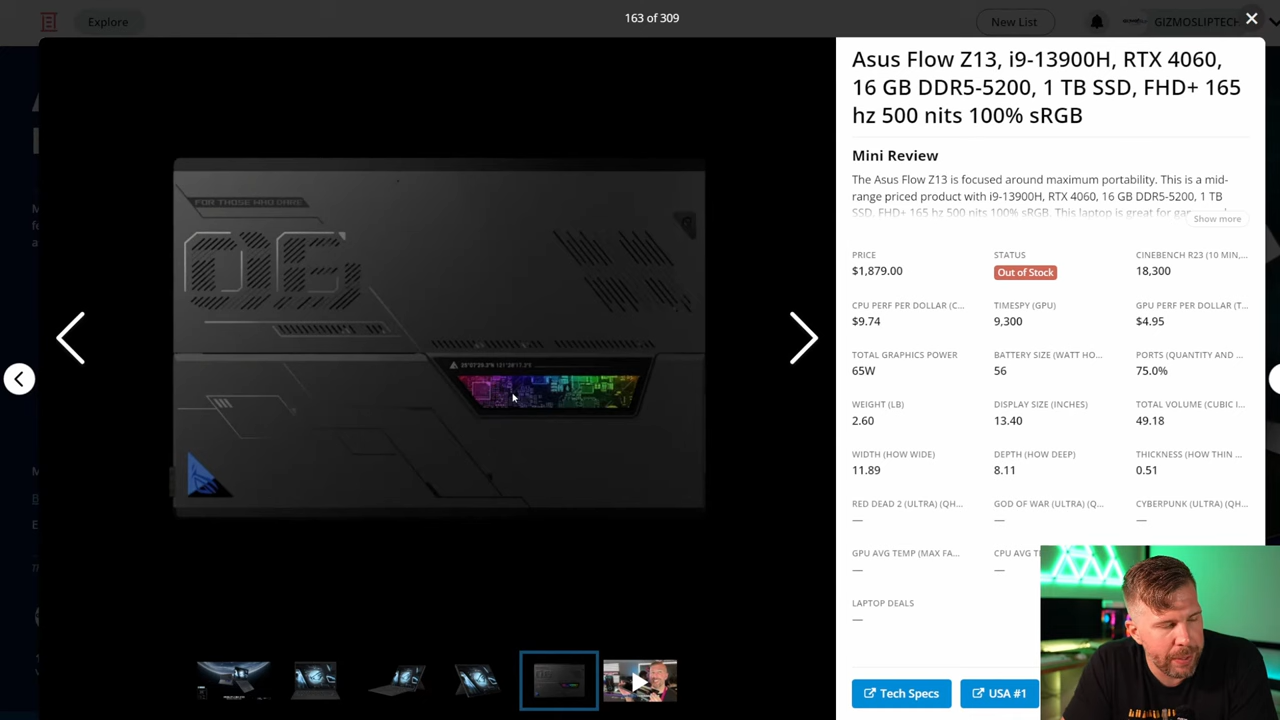 163 of 309
Explore
New List
GIZMOSLIPTECH
Asus Flow Z13, i9-13900H, RTX 4060,
16 GB DDR5-5200, 1 TB SSD, FHD+ 165
hz 500 nits 100% sRGB
Mini Review
The Asus Flow Z13 is focused around maximum portability. This is a mid-
range priced product with i9-13900H, RTX 4060, 16 GB DDR5-5200, 1 TB
SSD, FHD+ 165 hz 500 nits 100% sRGB. This laptop is great for
Show more
PRICE
$1,879.00
STATUS
Out of Stock
CINEBENCH R23 (10 MIN,...
18,300
CPU PERF PER DOLLAR (C...
$9.74
TIMESPY (GPU)
9,300
GPU PERF PER DOLLAR (T...
$4.95
TOTAL GRAPHICS POWER
65W
BATTERY SIZE (WATT HO...
56
PORTS (QUANTITY AND ...
75.0%
WEIGHT (LB)
2.60
DISPLAY SIZE (INCHES)
13.40
TOTAL VOLUME (CUBIC I...
49.18
WIDTH (HOW WIDE)
11.89
DEPTH (HOW DEEP)
8.11
THICKNESS (HOW THIN ...
0.51
RED DEAD 2 (ULTRA) (QH...
—
GOD OF WAR (ULTRA) (Q...
—
CYBERPUNK (ULTRA) (QH...
—
GPU AVG TEMP (MAX FA...
—
CPU AVG T
—
LAPTOP DEALS
—
Tech Specs
USA #1
FOR THOSE WHO DARE
06